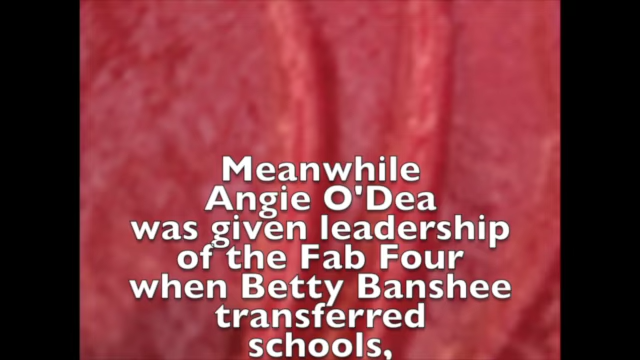 Meanwhile
Angie O'Dea
was given leadership
of the Fab Four
when Betty Banshee
transferred
schools,